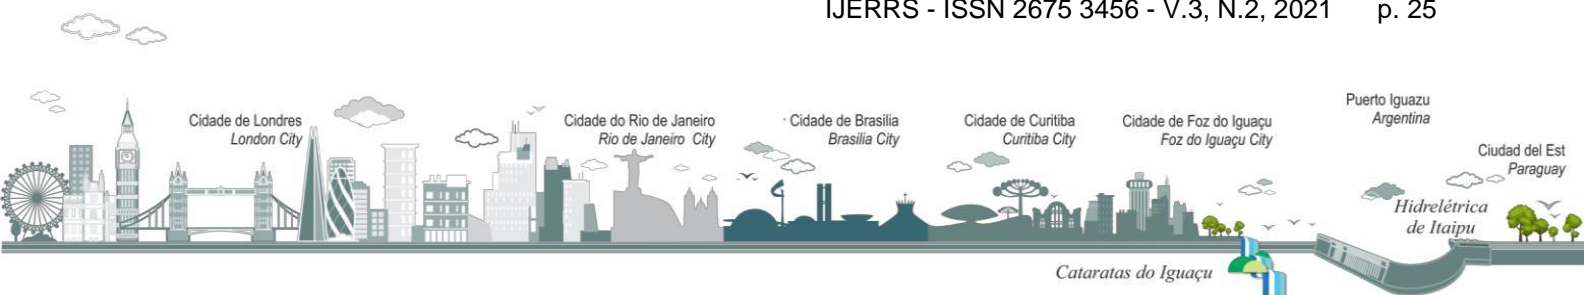 IJERRS - ISSN 2675 3456 - V.3, N.2, 2021 p. 25
Cidade de Londres
London City
Cidade do Rio de Janeiro
Rio de Janeiro City
Cidade de Brasilia
Brasilia City
Cidade de Curitiba
Curitiba City
Cidade de Foz do Iguaçu
Foz do Iguaçu City
Puerto Iguazu
Argentina
Ciudad del Est
Paraguay
Hidrelétrica
de Itaipu
Cataratas do Iguaçu